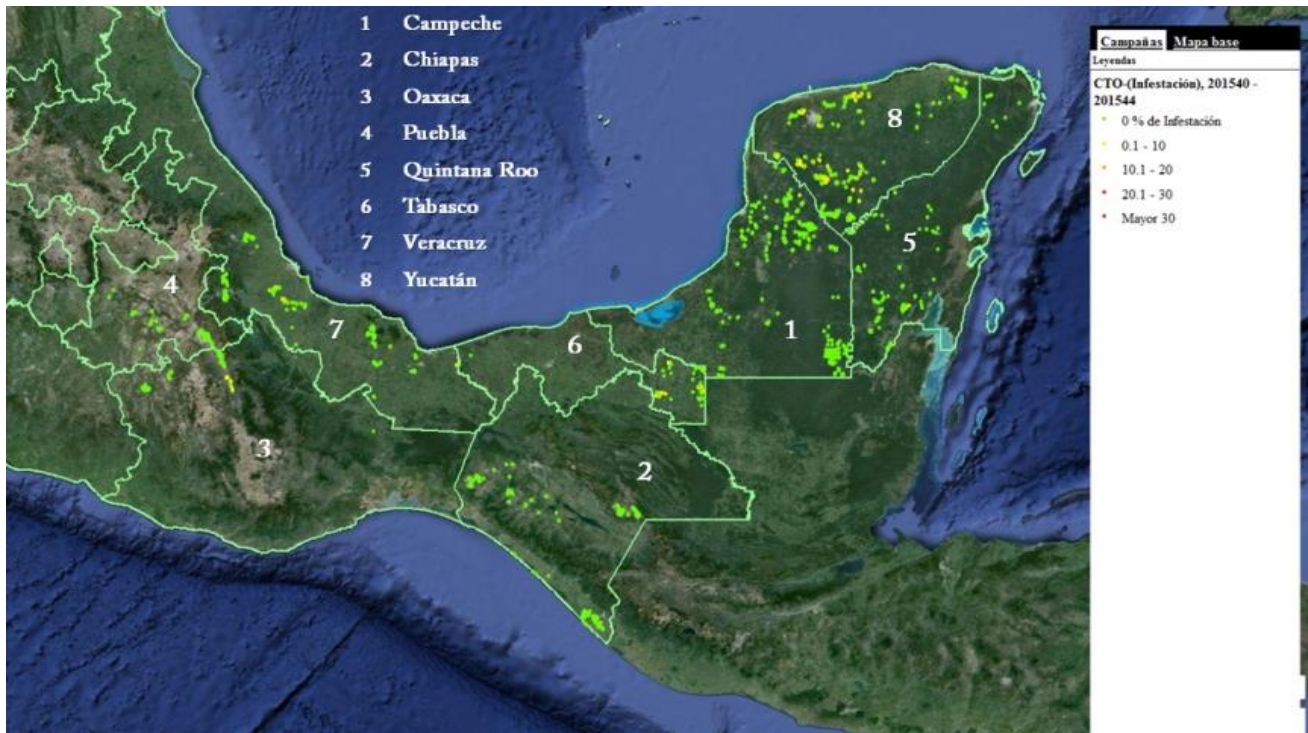 1 Campeche
2 Chiapas
3 Oaxaca
4 Puebla
5 Quintana Roo
6 Tabasco
7 Veracruz
8 Yucatán
8
5
4
7
6
1
3
2
Campañas Mapa base
Leyendas
CTO-(Infestación), 201540 -
201544
0 % de Infestación
0.1 - 10
10.1 - 20
20.1 - 30
Mayor 30